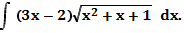 ∫ (3x – 2)√x² + x + 1 dx.